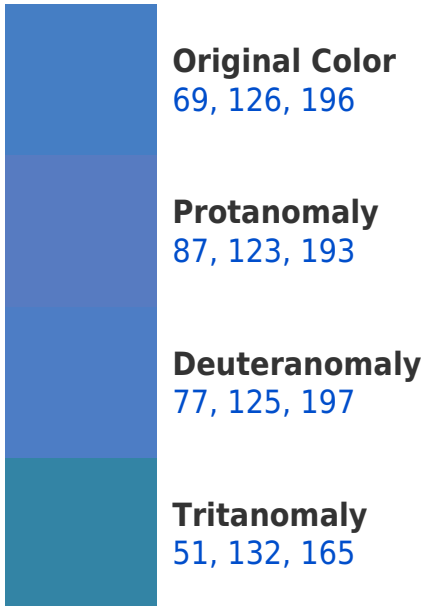 Original Color
69, 126, 196
Protanomaly
87, 123, 193
Deuteranomaly
77, 125, 197
Tritanomaly
51, 132, 165